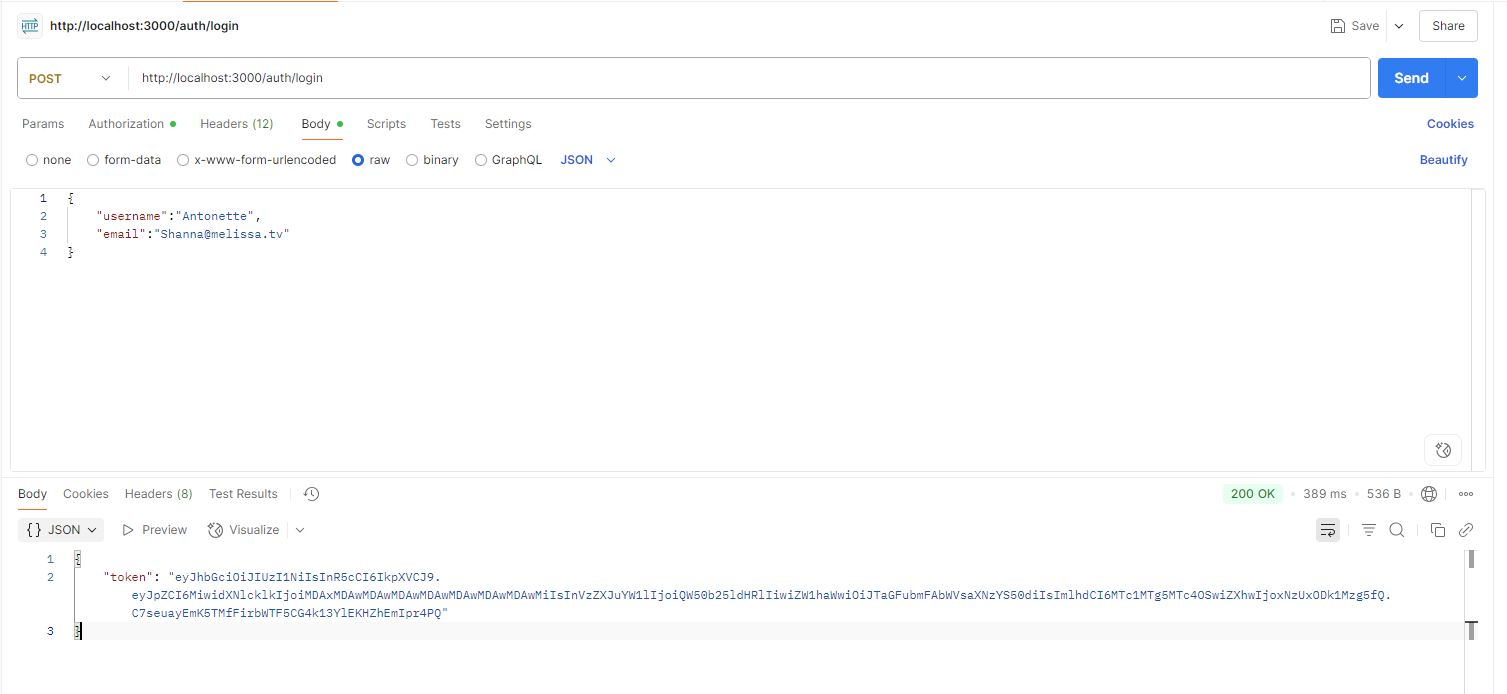 HTTP http://localhost:3000/auth/login Save Share
POST http://localhost:3000/auth/login Send
Params Authorization Headers (12) Body Scripts Tests Settings Cookies
none form-data x-www-form-urlencoded raw binary GraphQL JSON Beautify
1 {
2 "username":"Antonette",
3 "email":"Shanna@melissa.tv"
4 }
Body Cookies Headers (8) Test Results 200 OK • 389 ms • 536 B
{} JSON Preview Visualize
1 {
2 "token": "eyJhbGciOiJIUzI1NiIsInR5cCI6IkpXVCJ9.
eyJpZCI6MiwidXNlcklkIjoiMDAxMDAwMDAwMDAwMDAwMDAwMDAwMDAwMiIsInVzZXJuYW1lIjoiQW50b25ldHRlIiwiZW1haWwiOiJTaGFubmFAbWVsaXNzYS50diIsImlhdCI6MTc1MTg5MTc4OSwiZXhwIjoxNzUxODk1Mzg5fQ.
C7seuayEmK5TMfFirbWTF5CG4k13YlEKHZhEmIpr4PQ"
3 }